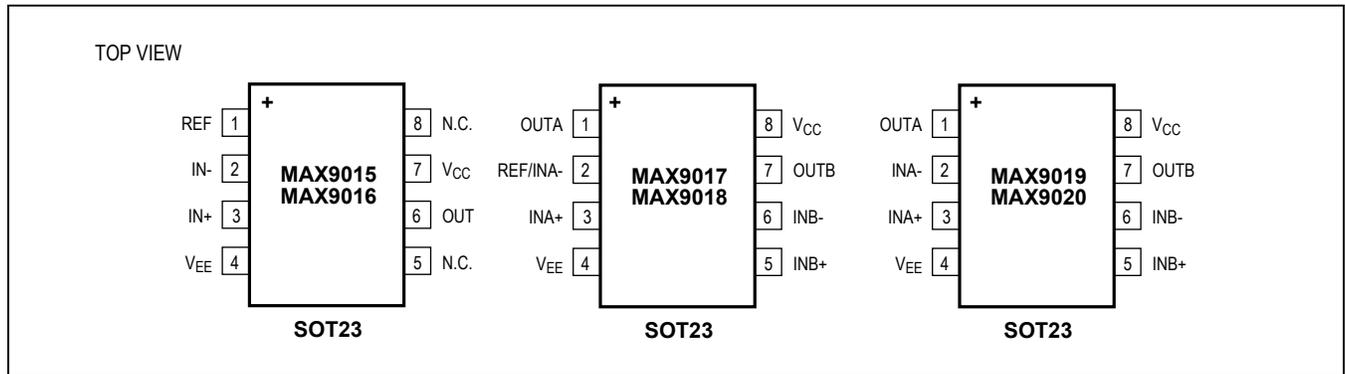 TOP VIEW
+
REF 1
IN- 2
IN+ 3
VEE 4
MAX9015
MAX9016
8 N.C.
7 VCC
6 OUT
5 N.C.
SOT23
+
OUTA 1
REF/INA- 2
INA+ 3
VEE 4
MAX9017
MAX9018
8 VCC
7 OUTB
6 INB-
5 INB+
SOT23
+
OUTA 1
INA- 2
INA+ 3
VEE 4
MAX9019
MAX9020
8 VCC
7 OUTB
6 INB-
5 INB+
SOT23